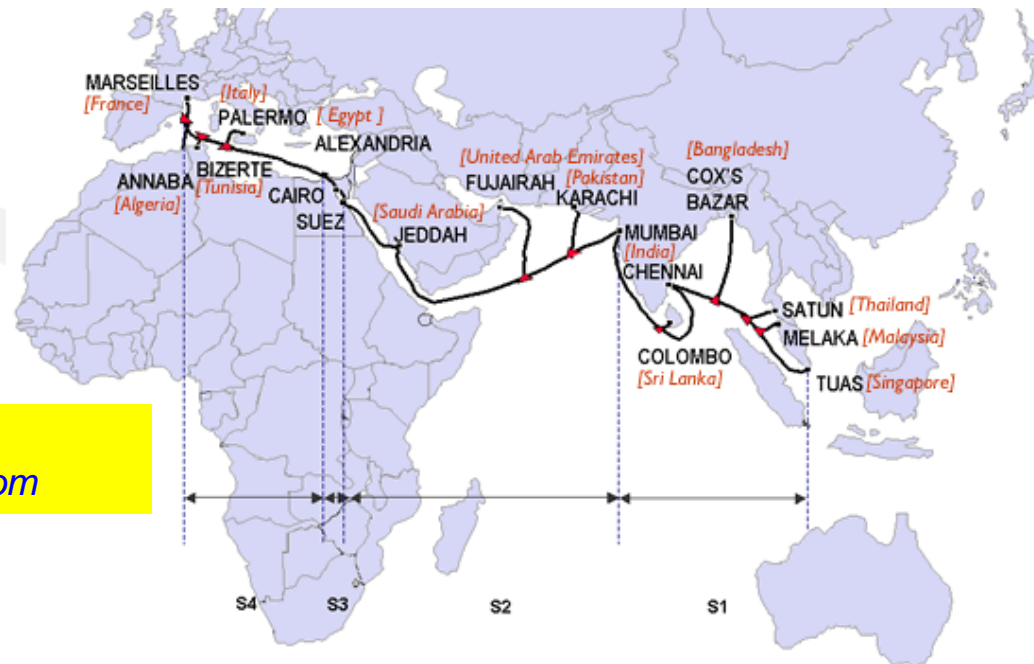 MARSEILLES
[France]
[Italy]
PALERMO
[ Egypt ]
ALEXANDRIA
ANNABA
[Algeria]
BIZERTE
[Tunisia]
CAIRO
SUEZ
[Saudi Arabia]
JEDDAH
[United Arab Emirates]
FUJAIRAH
[Pakistan]
KARACHI
[Bangladesh]
COX'S
BAZAR
MUMBAI
[India]
CHENNAI
COLOMBO
[Sri Lanka]
SATUN [Thailand]
MELAKA [Malaysia]
TUAS [Singapore]
om
S4 S3 S2 S1